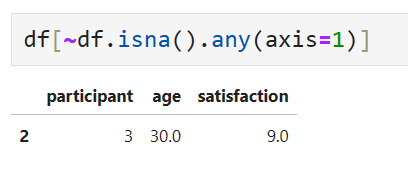 df[~df.isna().any(axis=1)]
participant age satisfaction
2 3 30.0 9.0